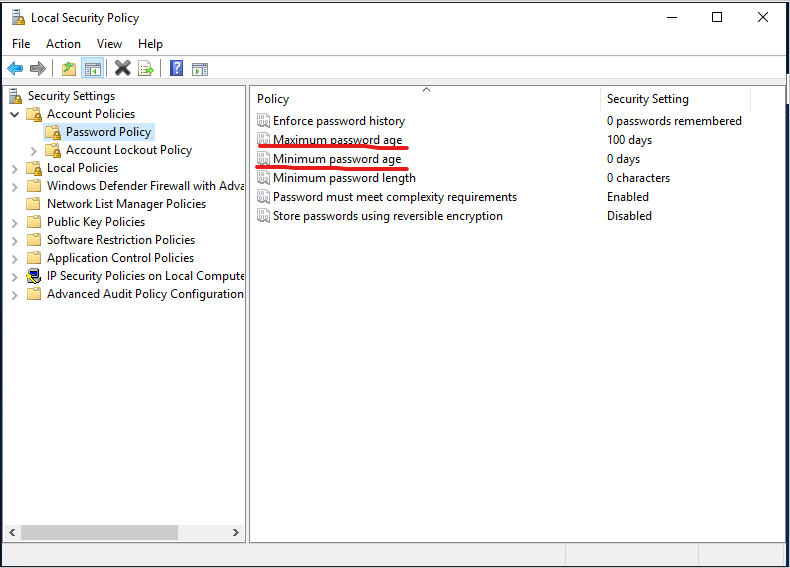 Local Security Policy
File Action View Help
Security Settings
Account Policies
Password Policy
Account Lockout Policy
Local Policies
Windows Defender Firewall with Adva
Network List Manager Policies
Public Key Policies
Software Restriction Policies
Application Control Policies
IP Security Policies on Local Compute
Advanced Audit Policy Configuration
Policy Security Setting
Enforce password history 0 passwords remembered
Maximum password age 100 days
Minimum password age 0 days
Minimum password length 0 characters
Password must meet complexity requirements Enabled
Store passwords using reversible encryption Disabled